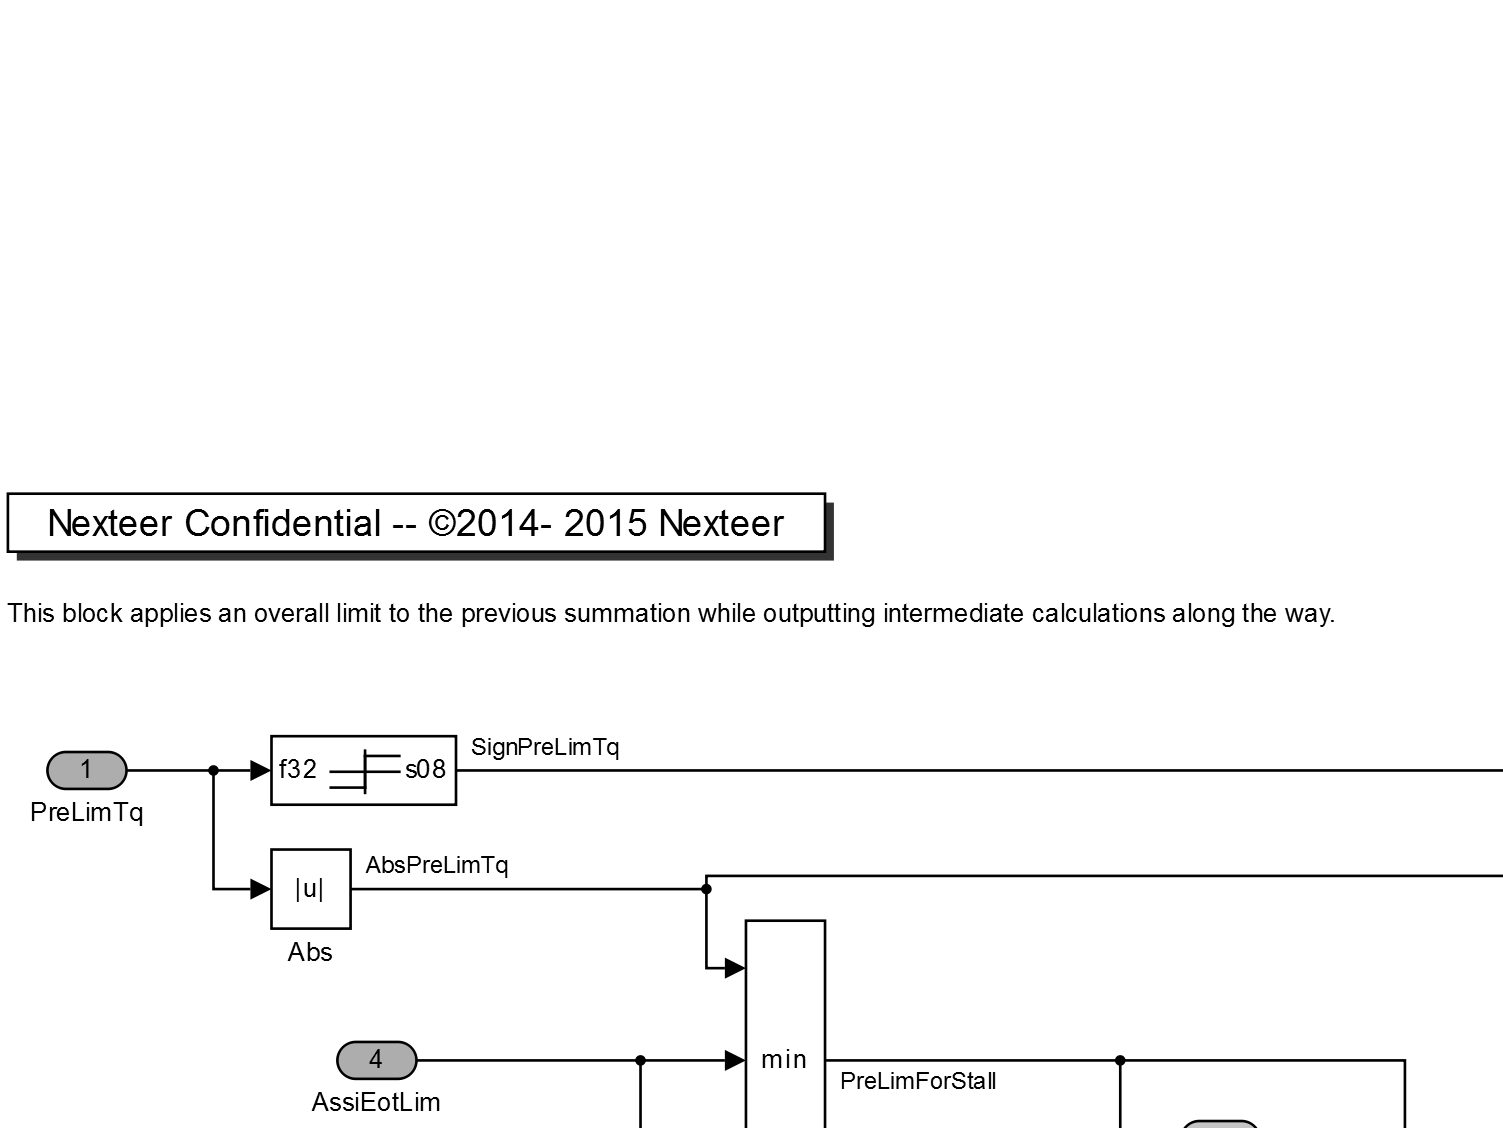 Nexteer Confidential -- ©2014- 2015 Nexteer
This block applies an overall limit to the previous summation while outputting intermediate calculations along the way.
SignPreLimTq
1
f32
s08
PreLimTq
AbsPreLimTq
|u|
Abs
4
min
PreLimForStall
AssiEotLim